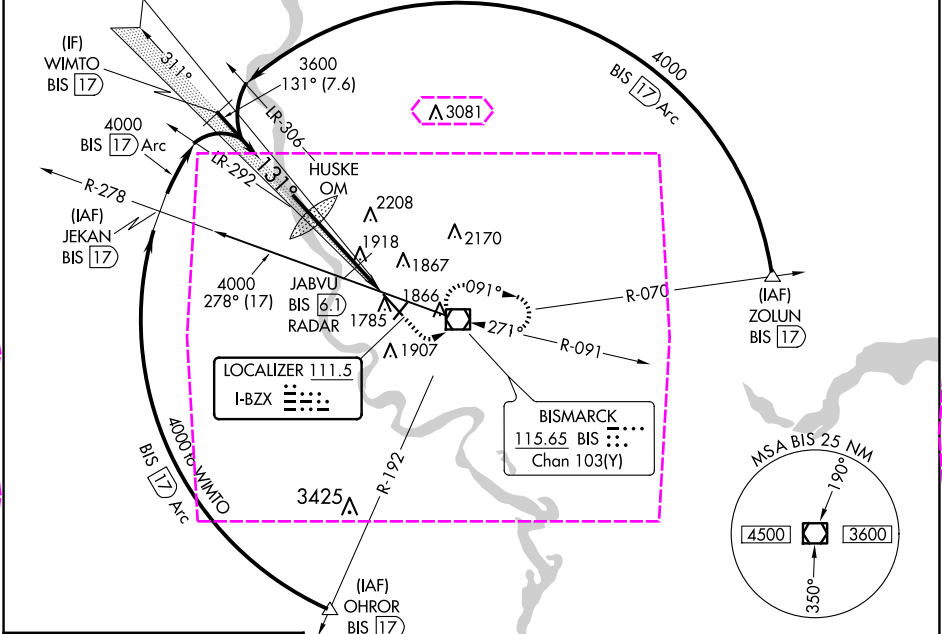 (IF)
WIMTO
BIS 17
311°
3600
131° (7.6)
4000
BIS 17 Arc
3081
4000
BIS 17 Arc
LR-306
LR-292
131°
HUSKE
OM
R-278
(IAF)
JEKAN
BIS 17
2208
1918
2170
1867
4000
278° (17)
JABVU
BIS 6.1
RADAR
1866
1785
1907
091°
271°
R-070
R-091
(IAF)
ZOLUN
BIS 17
LOCALIZER 111.5
I-BZX
BISMARCK
115.65 BIS
Chan 103(Y)
4000 to WIMTO
BIS 17 Arc
R-192
3425
(IAF)
OHROR
BIS 17
MSA BIS 25 NM
190°
4500
3600
350°